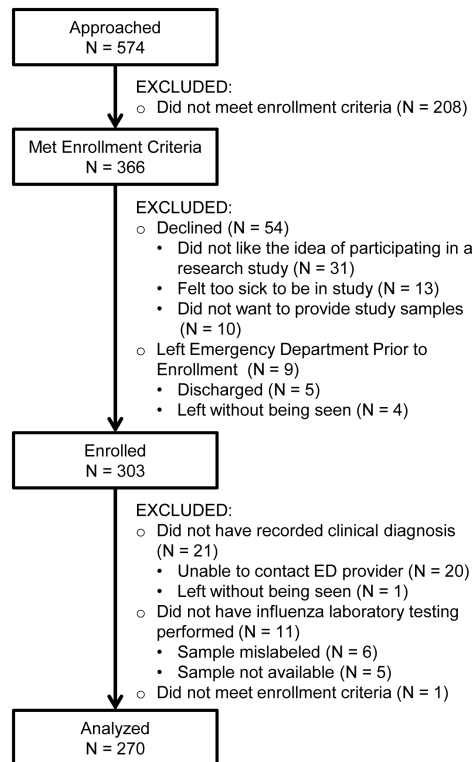 Approached
N = 574
EXCLUDED:
o Did not meet enrollment criteria (N = 208)
Met Enrollment Criteria
N = 366
EXCLUDED:
o Declined (N = 54)
• Did not like the idea of participating in a
research study (N = 31)
• Felt too sick to be in study (N = 13)
• Did not want to provide study samples
(N = 10)
o Left Emergency Department Prior to
Enrollment (N = 9)
• Discharged (N = 5)
• Left without being seen (N = 4)
Enrolled
N = 303
EXCLUDED:
o Did not have recorded clinical diagnosis
(N = 21)
• Unable to contact ED provider (N = 20)
• Left without being seen (N = 1)
o Did not have influenza laboratory testing
performed (N = 11)
• Sample mislabeled (N = 6)
• Sample not available (N = 5)
o Did not meet enrollment criteria (N = 1)
Analyzed
N = 270